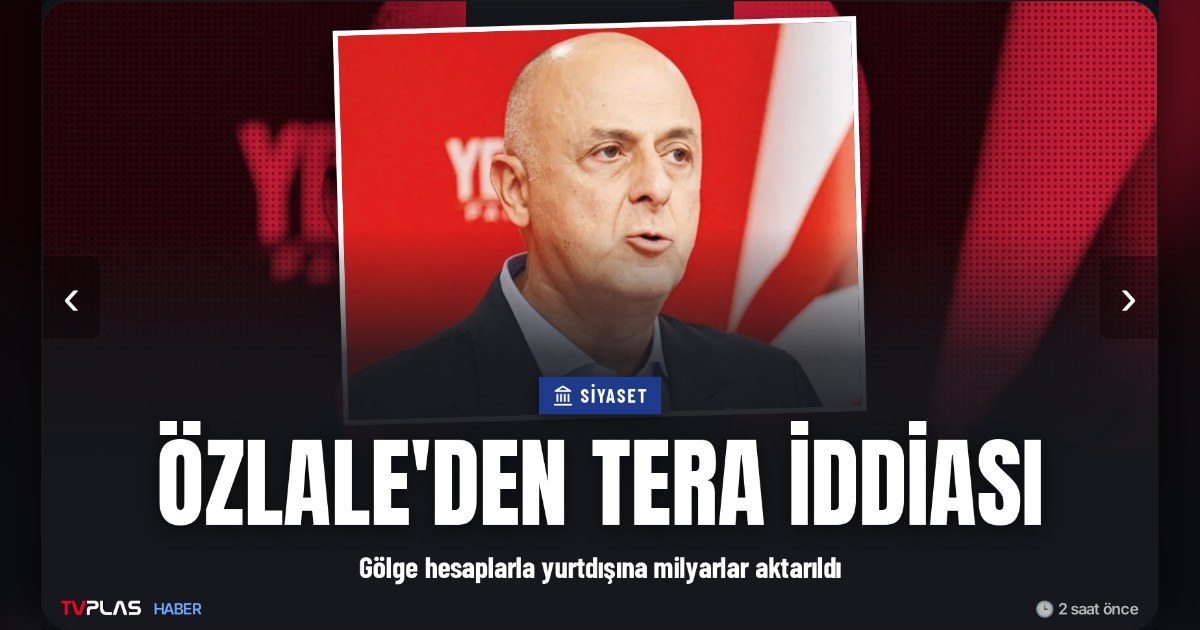 SİYASET
ÖZLALE'DEN TERA İDDİASI
Gölge hesaplarla yurtdışına milyarlar aktarıldı
TVPLAS HABER
2 saat önce